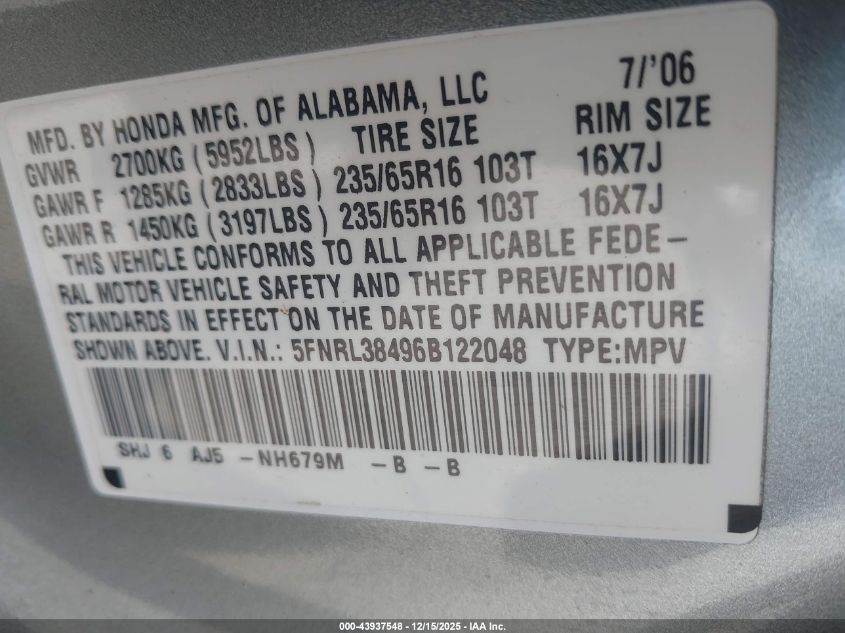 MFD. BY HONDA MFG. OF ALABAMA, LLC 7/'06
GVWR 2700KG (5952LBS) TIRE SIZE RIM SIZE
GAWR F 1285KG (2833LBS) 235/65R16 103T 16X7J
GAWR R 1450KG (3197LBS) 235/65R16 103T 16X7J
THIS VEHICLE CONFORMS TO ALL APPLICABLE FEDE–
RAL MOTOR VEHICLE SAFETY AND THEFT PREVENTION
STANDARDS IN EFFECT ON THE DATE OF MANUFACTURE
SHOWN ABOVE. V.I.N.: 5FNRL38496B122048 TYPE:MPV
SHJ 6 AJ5 –NH679M –B –B
000-43937548 - 12/15/2025 - IAA Inc.